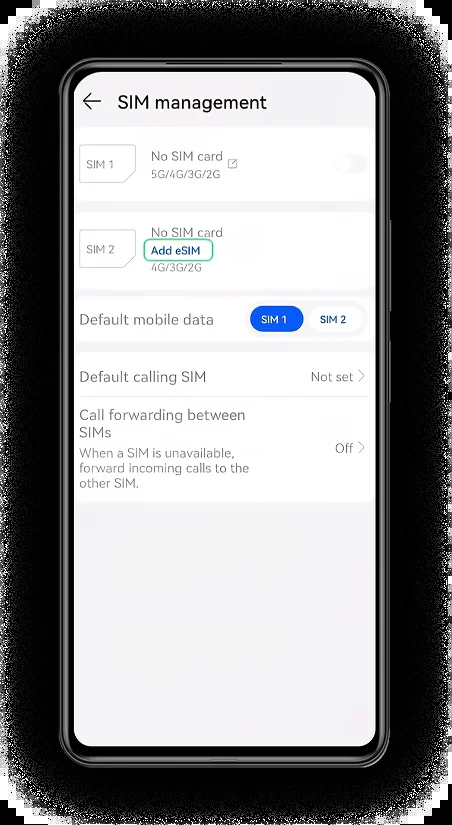 SIM management
SIM 1
No SIM card
5G/4G/3G/2G
SIM 2
No SIM card
Add eSIM
4G/3G/2G
Default mobile data
SIM 1
SIM 2
Default calling SIM
Not set
Call forwarding between
SIMs
When a SIM is unavailable,
forward incoming calls to the
other SIM.
Off